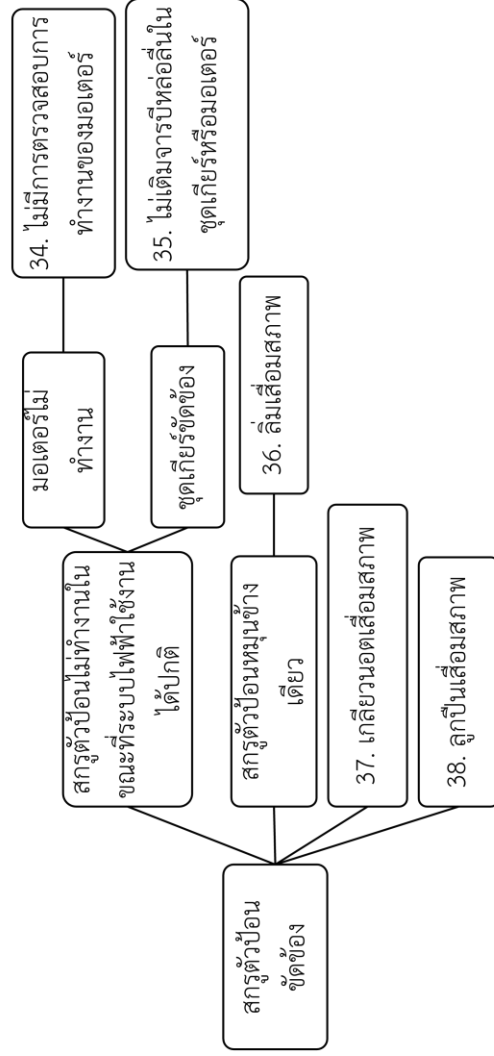 สกรูตัวป้อน
ขัดข้อง
สกรูตัวป้อนไม่ทำงานใน
ขณะที่ระบบไฟฟ้าใช้งาน
ได้ปกติ
มอเตอร์ไม่
ทำงาน
34. ไม่มีการตรวจสอบการ
ทำงานของมอเตอร์
ชุดเกียร์ขัดข้อง
35. ไม่เติมจารบีหล่อลื่นใน
ชุดเกียร์หรือมอเตอร์
สกรูตัวป้อนหมุนข้าง
เดียว
36. ลิ่มเสื่อมสภาพ
37. เกลียวนอตเสื่อมสภาพ
38. ลูกปืนเสื่อมสภาพ